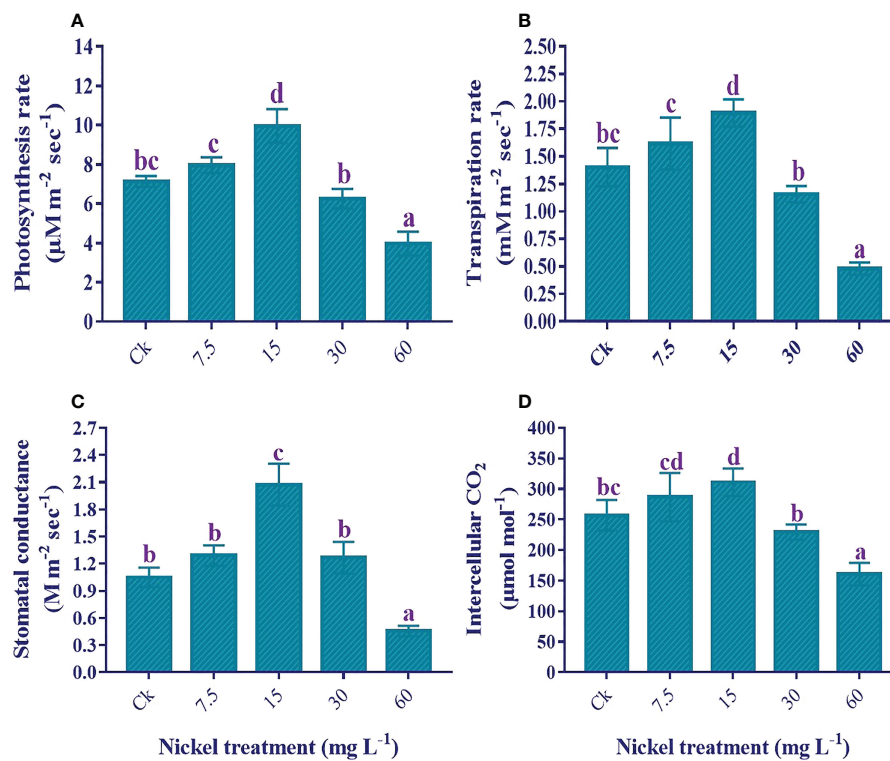 A
Photosynthesis rate
(µM m⁻² sec⁻¹)
14
12
10
8
6
4
2
0
bc
c
d
b
a
Ck
7.5
15
30
60
B
Transpiration rate
(mM m⁻² sec⁻¹)
2.50
2.25
2.00
1.75
1.50
1.25
1.00
0.75
0.50
0.25
0.00
bc
c
d
b
a
Ck
7.5
15
30
60
C
Stomatal conductance
(M m⁻² sec⁻¹)
2.7
2.4
2.1
1.8
1.5
1.2
0.9
0.6
0.3
0.0
b
b
c
b
a
Ck
7.5
15
30
60
Nickel treatment (mg L⁻¹)
D
Intercellular CO₂
(µmol mol⁻¹)
400
350
300
250
200
150
100
50
0
bc
cd
d
b
a
Ck
7.5
15
30
60
Nickel treatment (mg L⁻¹)